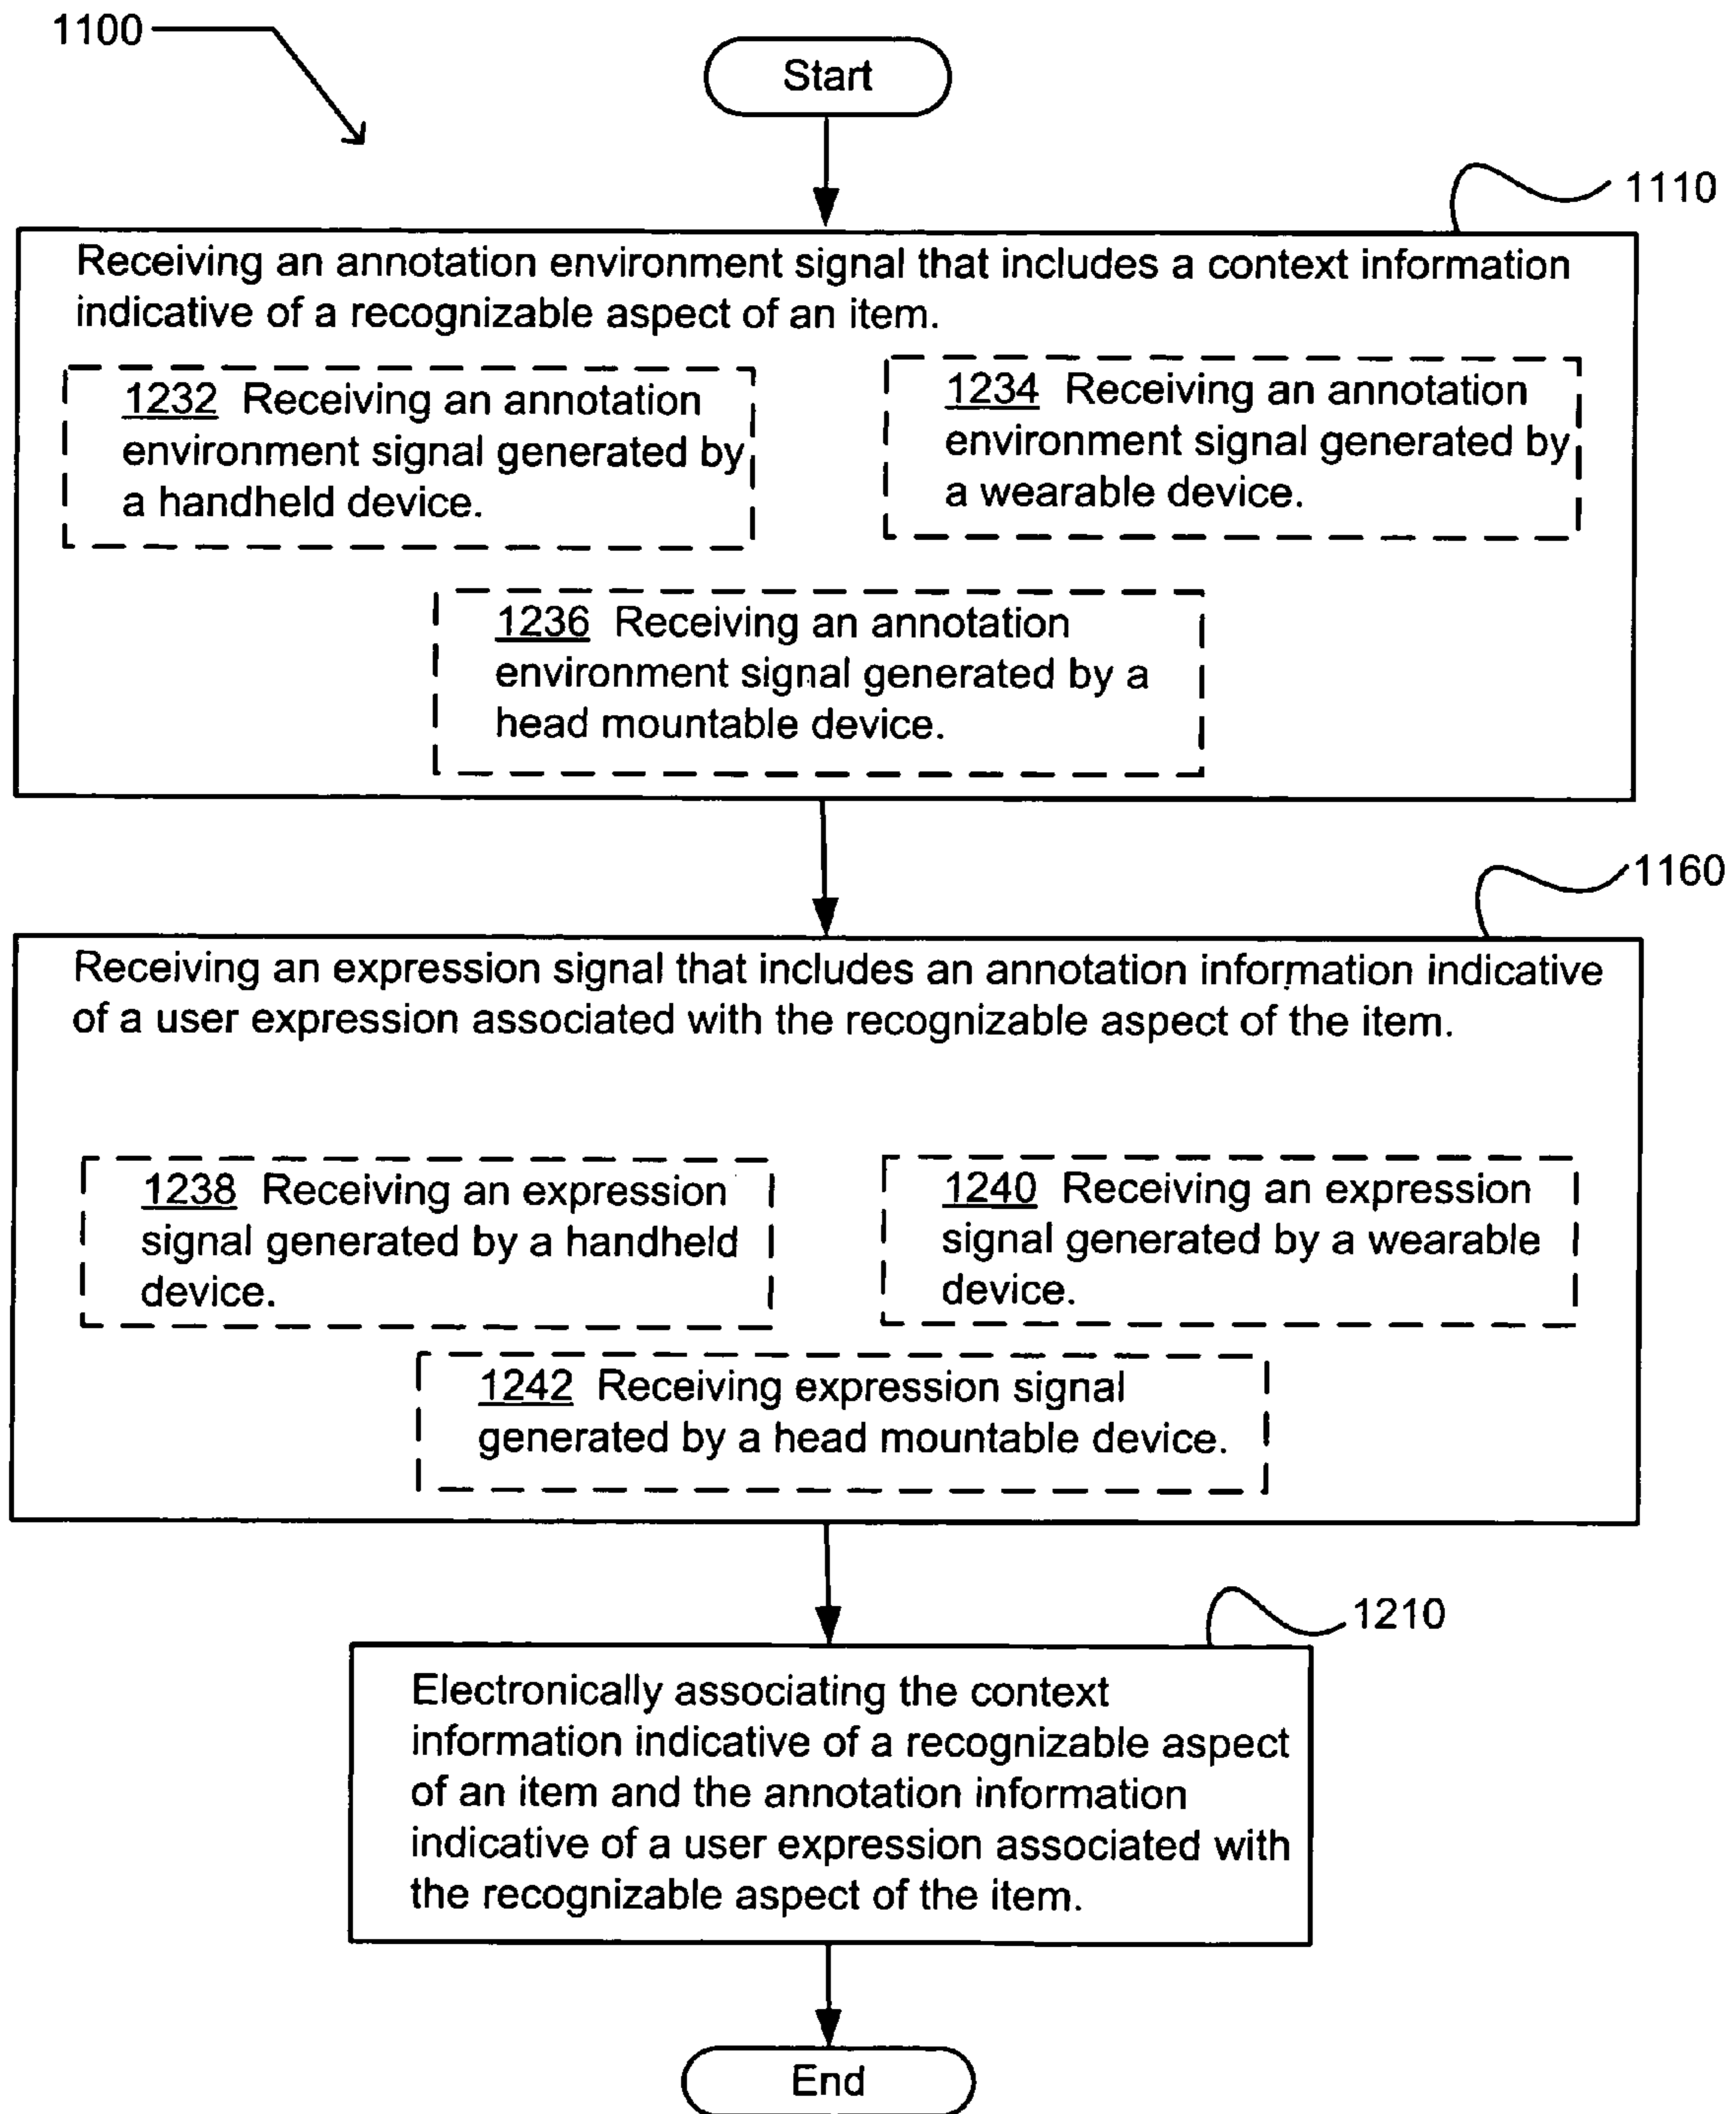 1100
Start
1110
Receiving an annotation environment signal that includes a context information
indicative of a recognizable aspect of an item.
1232 Receiving an annotation
environment signal generated by
a handheld device.
1234 Receiving an annotation
environment signal generated by
a wearable device.
1236 Receiving an annotation
environment signal generated by a
head mountable device.
1160
Receiving an expression signal that includes an annotation information indicative
of a user expression associated with the recognizable aspect of the item.
1238 Receiving an expression
signal generated by a handheld
device.
1240 Receiving an expression
signal generated by a wearable
device.
1242 Receiving expression signal
generated by a head mountable device.
1210
Electronically associating the context
information indicative of a recognizable aspect
of an item and the annotation information
indicative of a user expression associated with
the recognizable aspect of the item.
End